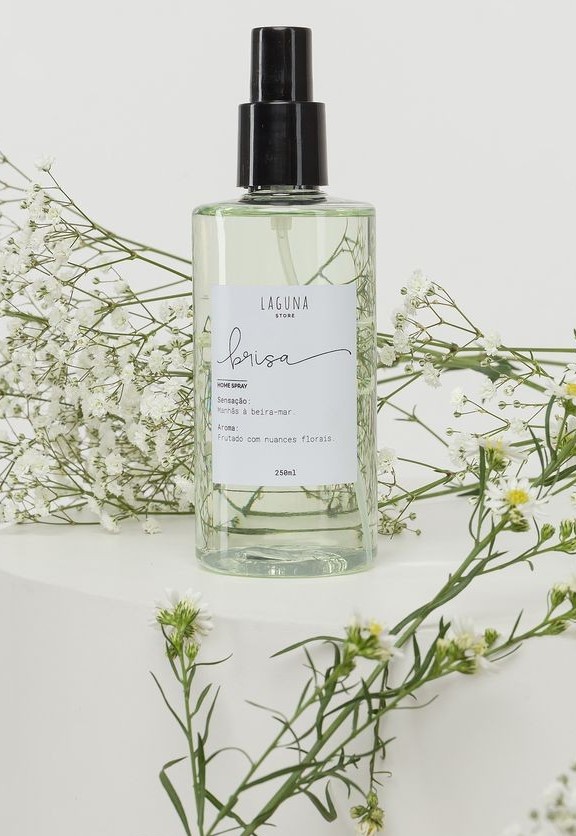 LAGUNA
STORE
brisa
HOME SPRAY
Sensação:
Manhãs à beira-mar.
Aroma:
Frutado com nuances florais.
250ml